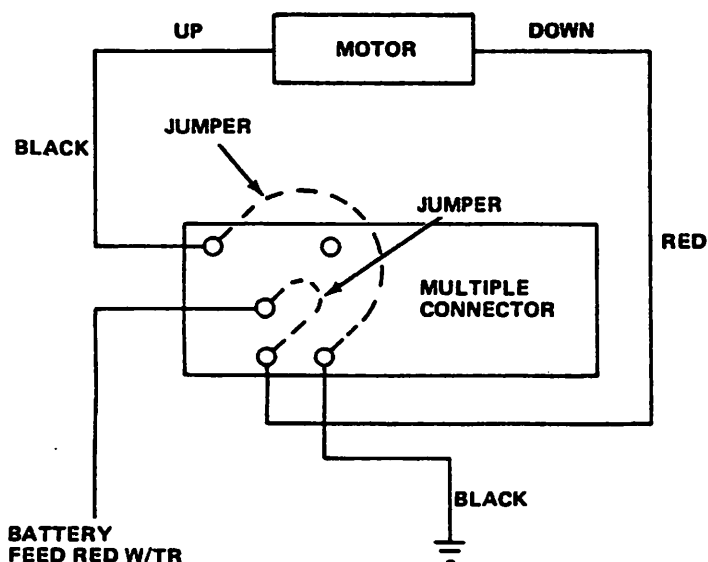 UP
MOTOR
DOWN
JUMPER
BLACK
JUMPER
RED
MULTIPLE
CONNECTOR
BLACK
BATTERY
FEED RED W/TR